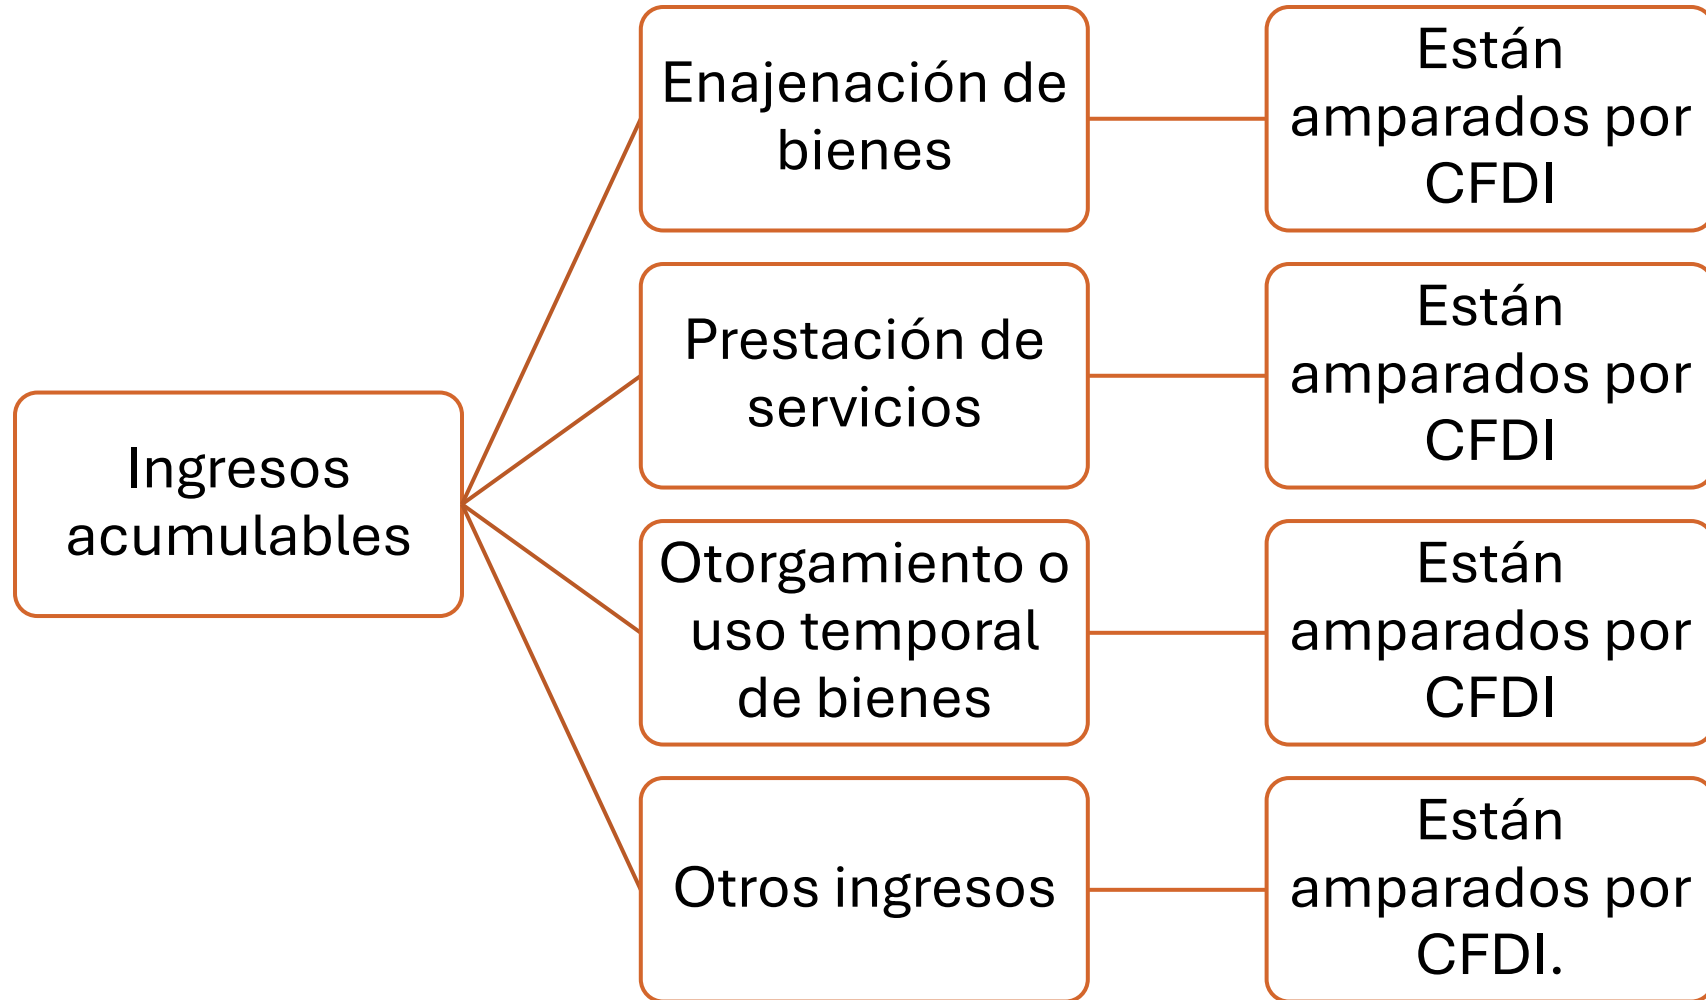 Ingresos
acumulables
Enajenación de
bienes
Están
amparados por
CFDI
Prestación de
servicios
Están
amparados por
CFDI
Otorgamiento o
uso temporal
de bienes
Están
amparados por
CFDI
Otros ingresos
Están
amparados por
CFDI.